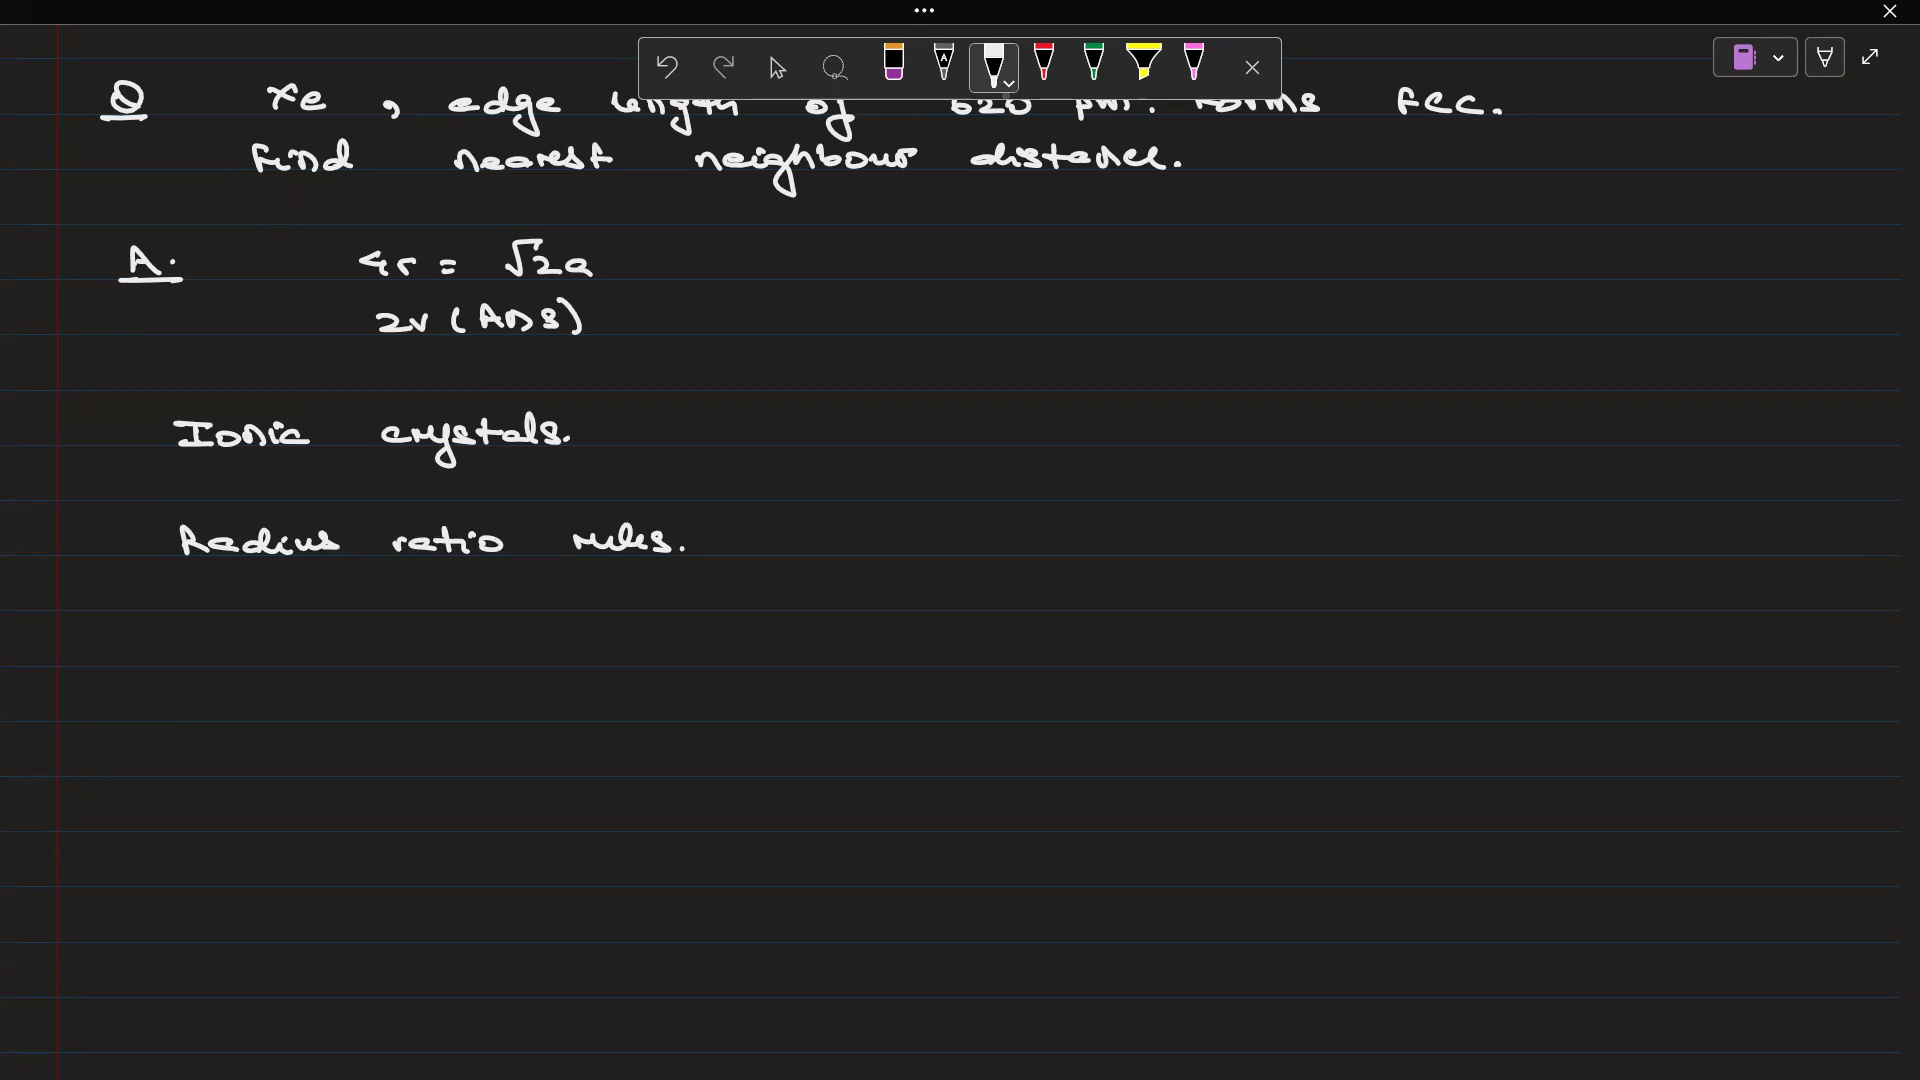 Q Xe , edge length of 620 pm. Forms FCC.
Find nearest neighbour distance.
A. 4r = √2a
2r (ANS)
Ionic crystals.
Radius ratio rules.